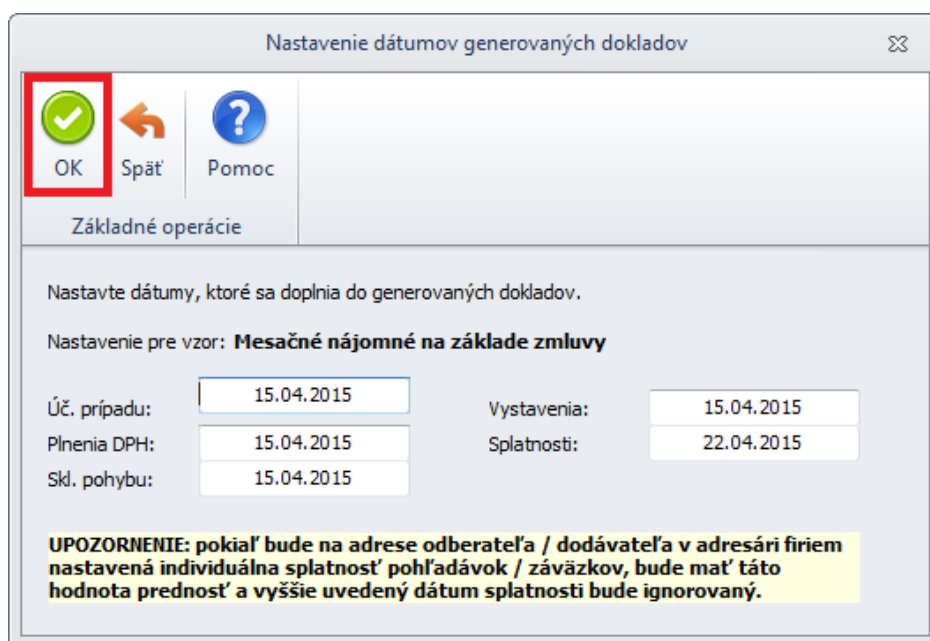 Nastavenie dátumov generovaných dokladov
OK Späť Pomoc
Základné operácie
Nastavte dátumy, ktoré sa doplnia do generovaných dokladov.
Nastavenie pre vzor: Mesačné nájomné na základe zmluvy
Úč. prípadu: 15.04.2015 Vystavenia: 15.04.2015
Plnenia DPH: 15.04.2015 Splatnosti: 22.04.2015
Skl. pohybu: 15.04.2015
UPOZORNENIE: pokiaľ bude na adrese odberateľa / dodávateľa v adresári firiem
nastavená individuálna splatnosť pohľadávok / záväzkov, bude mať táto
hodnota prednosť a vyššie uvedený dátum splatnosti bude ignorovaný.